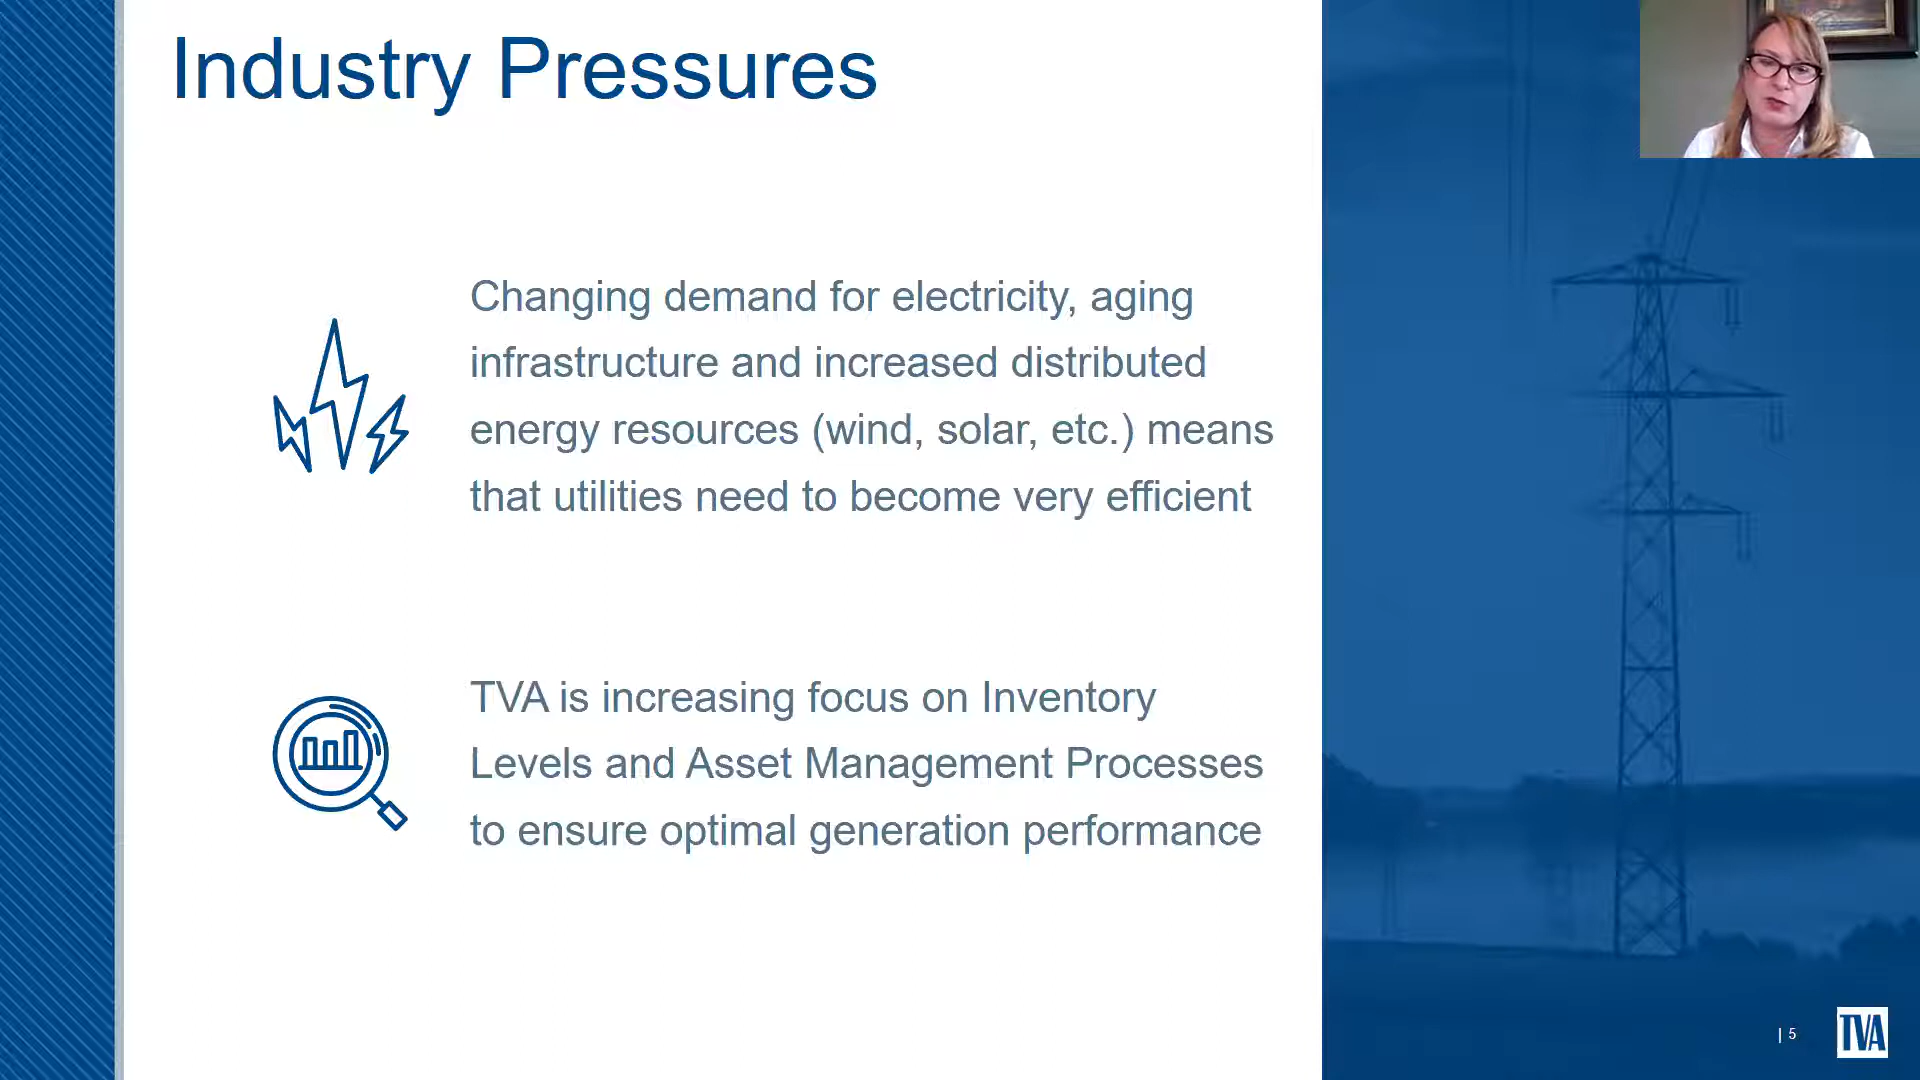 Industry Pressures
Changing demand for electricity, aging
infrastructure and increased distributed
energy resources (wind, solar, etc.) means
that utilities need to become very efficient
TVA is increasing focus on Inventory
Levels and Asset Management Processes
to ensure optimal generation performance
| 5
TVA